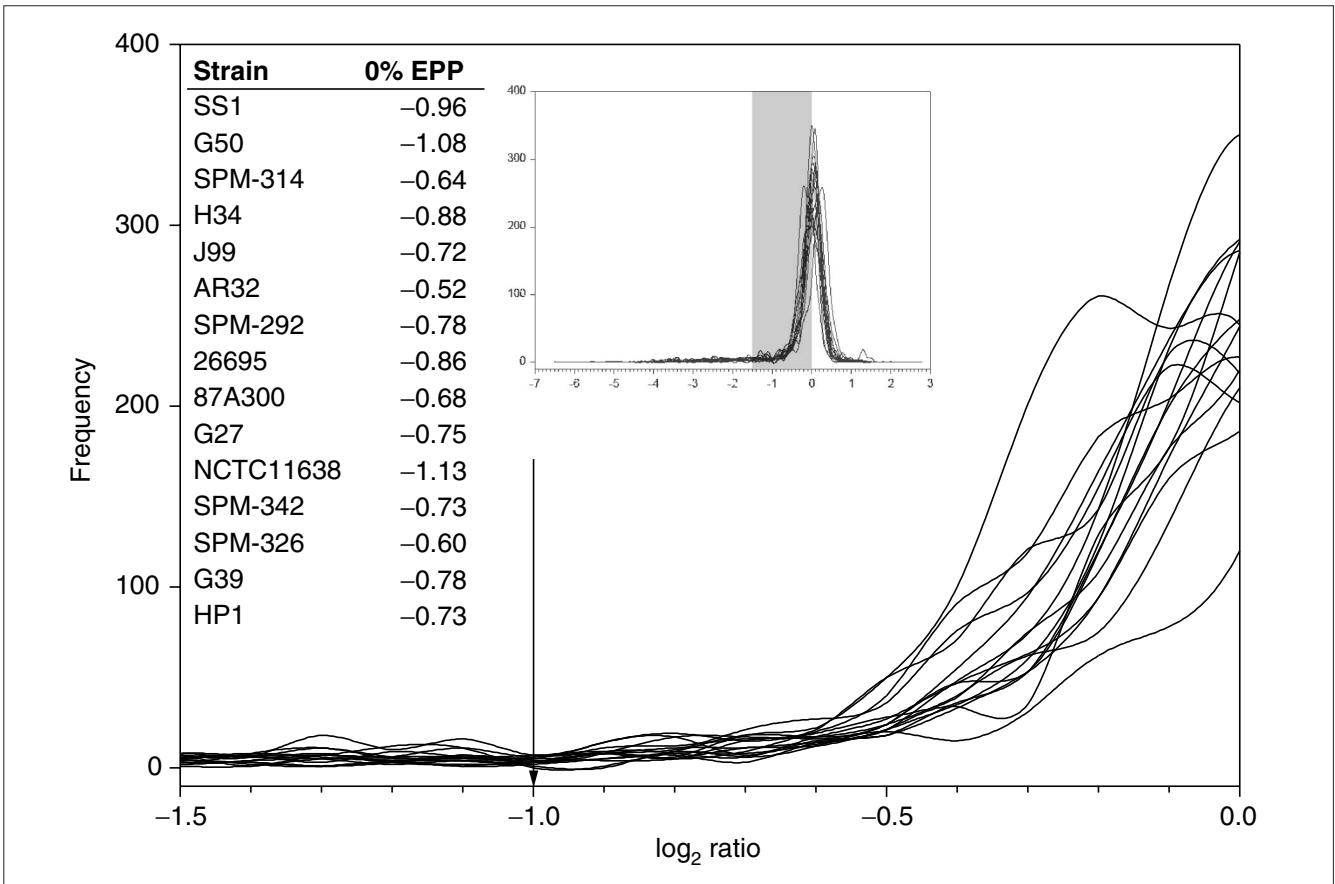 400
300
200
100
0
Frequency
Strain 0% EPP
SS1 −0.96
G50 −1.08
SPM-314 −0.64
H34 −0.88
J99 −0.72
AR32 −0.52
SPM-292 −0.78
26695 −0.86
87A300 −0.68
G27 −0.75
NCTC11638 −1.13
SPM-342 −0.73
SPM-326 −0.60
G39 −0.78
HP1 −0.73
400
300
200
100
0
-7 -6 -5 -4 -3 -2 -1 0 1 2 3
−1.5 −1.0 −0.5 0.0
log₂ ratio